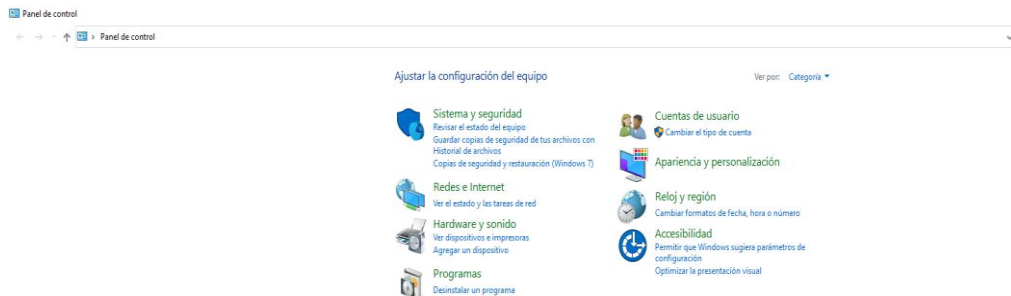 Panel de control
Panel de control
Ajustar la configuración del equipo
Ver por: Categoría
Sistema y seguridad
Revisar el estado del equipo
Guardar copias de seguridad de tus archivos con
Historial de archivos
Copias de seguridad y restauración (Windows 7)
Redes e Internet
Ver el estado y las tareas de red
Hardware y sonido
Ver dispositivos e impresoras
Agregar un dispositivo
Programas
Desinstalar un programa
Cuentas de usuario
Cambiar el tipo de cuenta
Apariencia y personalización
Reloj y región
Cambiar formatos de fecha, hora o número
Accesibilidad
Permitir que Windows sugiera parámetros de
configuración
Optimizar la presentación visual